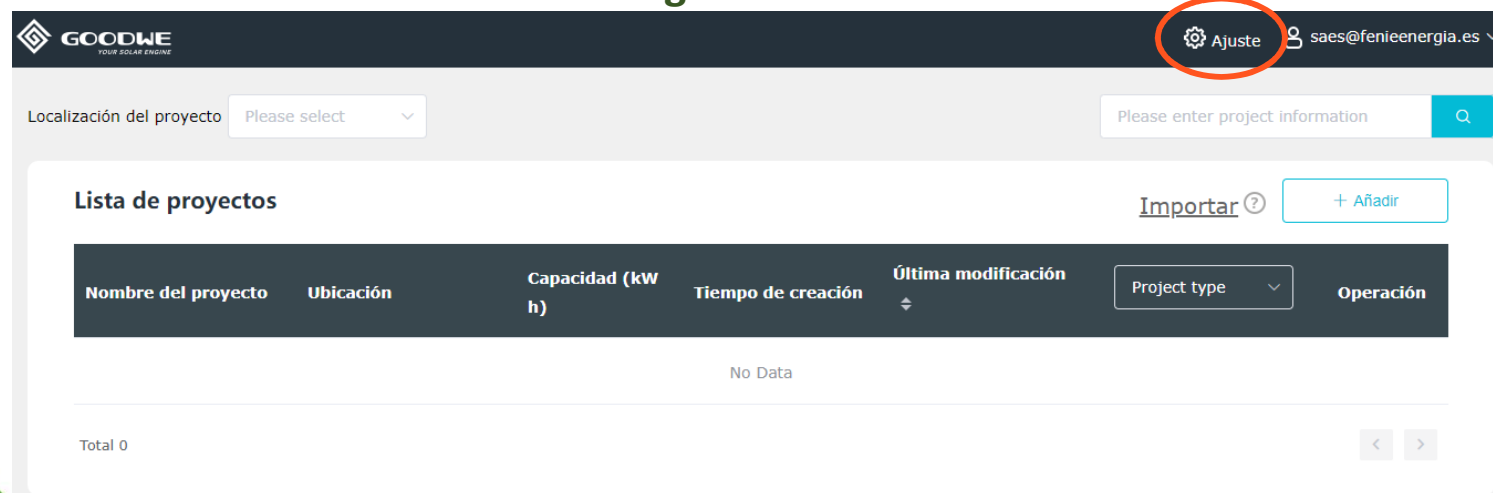 GOODWE
YOUR SOLAR ENGINE
Ajuste
saes@fenieenergia.es
Localización del proyecto
Please select
Please enter project information
Lista de proyectos
Importar
?
+ Añadir
Nombre del proyecto
Ubicación
Capacidad (kW
h)
Tiempo de creación
Última modificación
Project type
Operación
No Data
Total 0